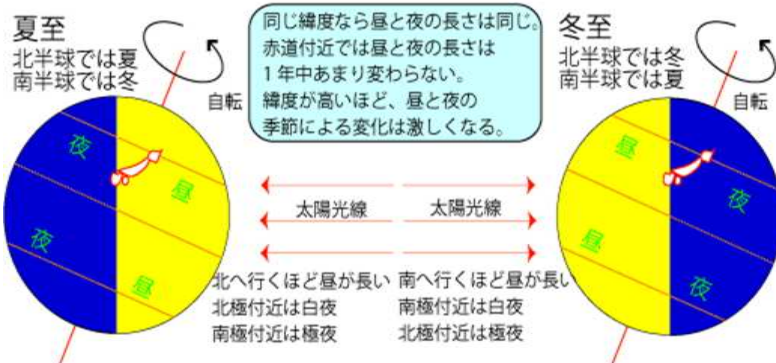 夏至
北半球では夏
南半球では冬
自転
同じ緯度なら昼と夜の長さは同じ。
赤道付近では昼と夜の長さは
1年中あまり変わらない。
緯度が高いほど、昼と夜の
季節による変化は激しくなる。
冬至
北半球では冬
南半球では夏
自転
夜
昼
夜
昼
太陽光線
太陽光線
昼
夜
昼
夜
北へ行くほど昼が長い
北極付近は白夜
南極付近は極夜
南へ行くほど昼が長い
南極付近は白夜
北極付近は極夜